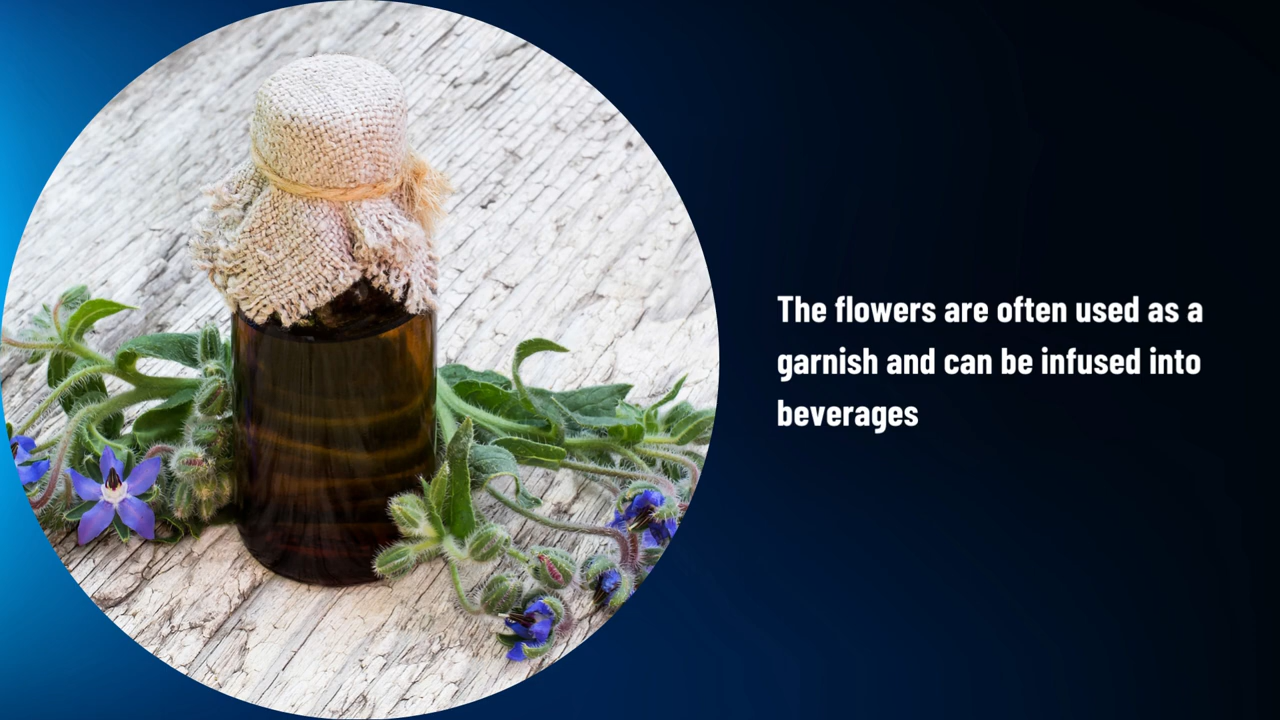 The flowers are often used as a
garnish and can be infused into
beverages